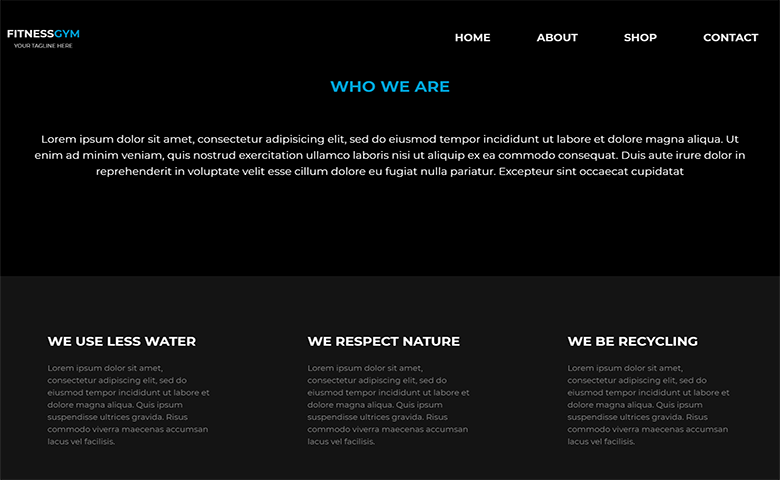 FITNESSGYM
YOUR TAGLINE HERE
HOME ABOUT SHOP CONTACT
WHO WE ARE
Lorem ipsum dolor sit amet, consectetur adipisicing elit, sed do eiusmod tempor incididunt ut labore et dolore magna aliqua. Ut
enim ad minim veniam, quis nostrud exercitation ullamco laboris nisi ut aliquip ex ea commodo consequat. Duis aute irure dolor in
reprehenderit in voluptate velit esse cillum dolore eu fugiat nulla pariatur. Excepteur sint occaecat cupidatat
WE USE LESS WATER
Lorem ipsum dolor sit amet,
consectetur adipiscing elit, sed do
eiusmod tempor incididunt ut labore et
dolore magna aliqua. Quis ipsum
suspendisse ultrices gravida. Risus
commodo viverra maecenas accumsan
lacus vel facilisis.
WE RESPECT NATURE
Lorem ipsum dolor sit amet,
consectetur adipiscing elit, sed do
eiusmod tempor incididunt ut labore et
dolore magna aliqua. Quis ipsum
suspendisse ultrices gravida. Risus
commodo viverra maecenas accumsan
lacus vel facilisis.
WE BE RECYCLING
Lorem ipsum dolor sit amet,
consectetur adipiscing elit, sed do
eiusmod tempor incididunt ut labore et
dolore magna aliqua. Quis ipsum
suspendisse ultrices gravida. Risus
commodo viverra maecenas accumsan
lacus vel facilisis.